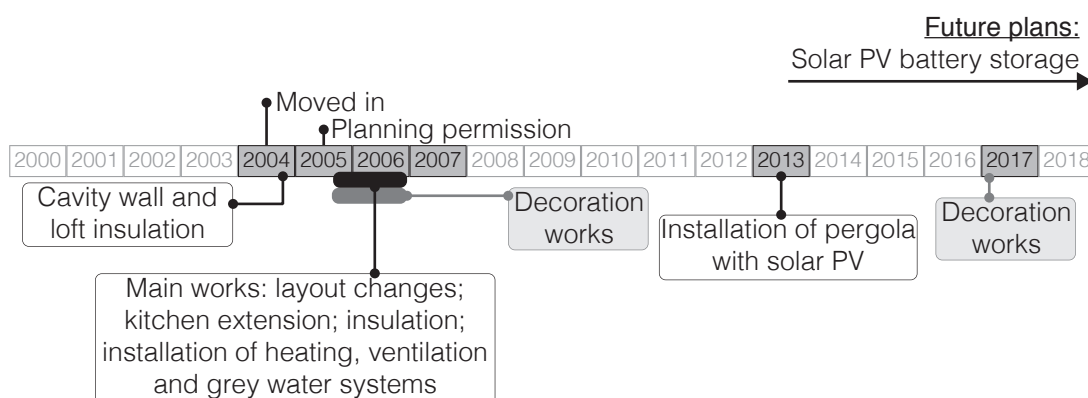 Future plans:
Solar PV battery storage
Moved in
Planning permission
2000 2001 2002 2003 2004 2005 2006 2007 2008 2009 2010 2011 2012 2013 2014 2015 2016 2017 2018
Cavity wall and
loft insulation
Decoration
works
Installation of pergola
with solar PV
Decoration
works
Main works: layout changes;
kitchen extension; insulation;
installation of heating, ventilation
and grey water systems